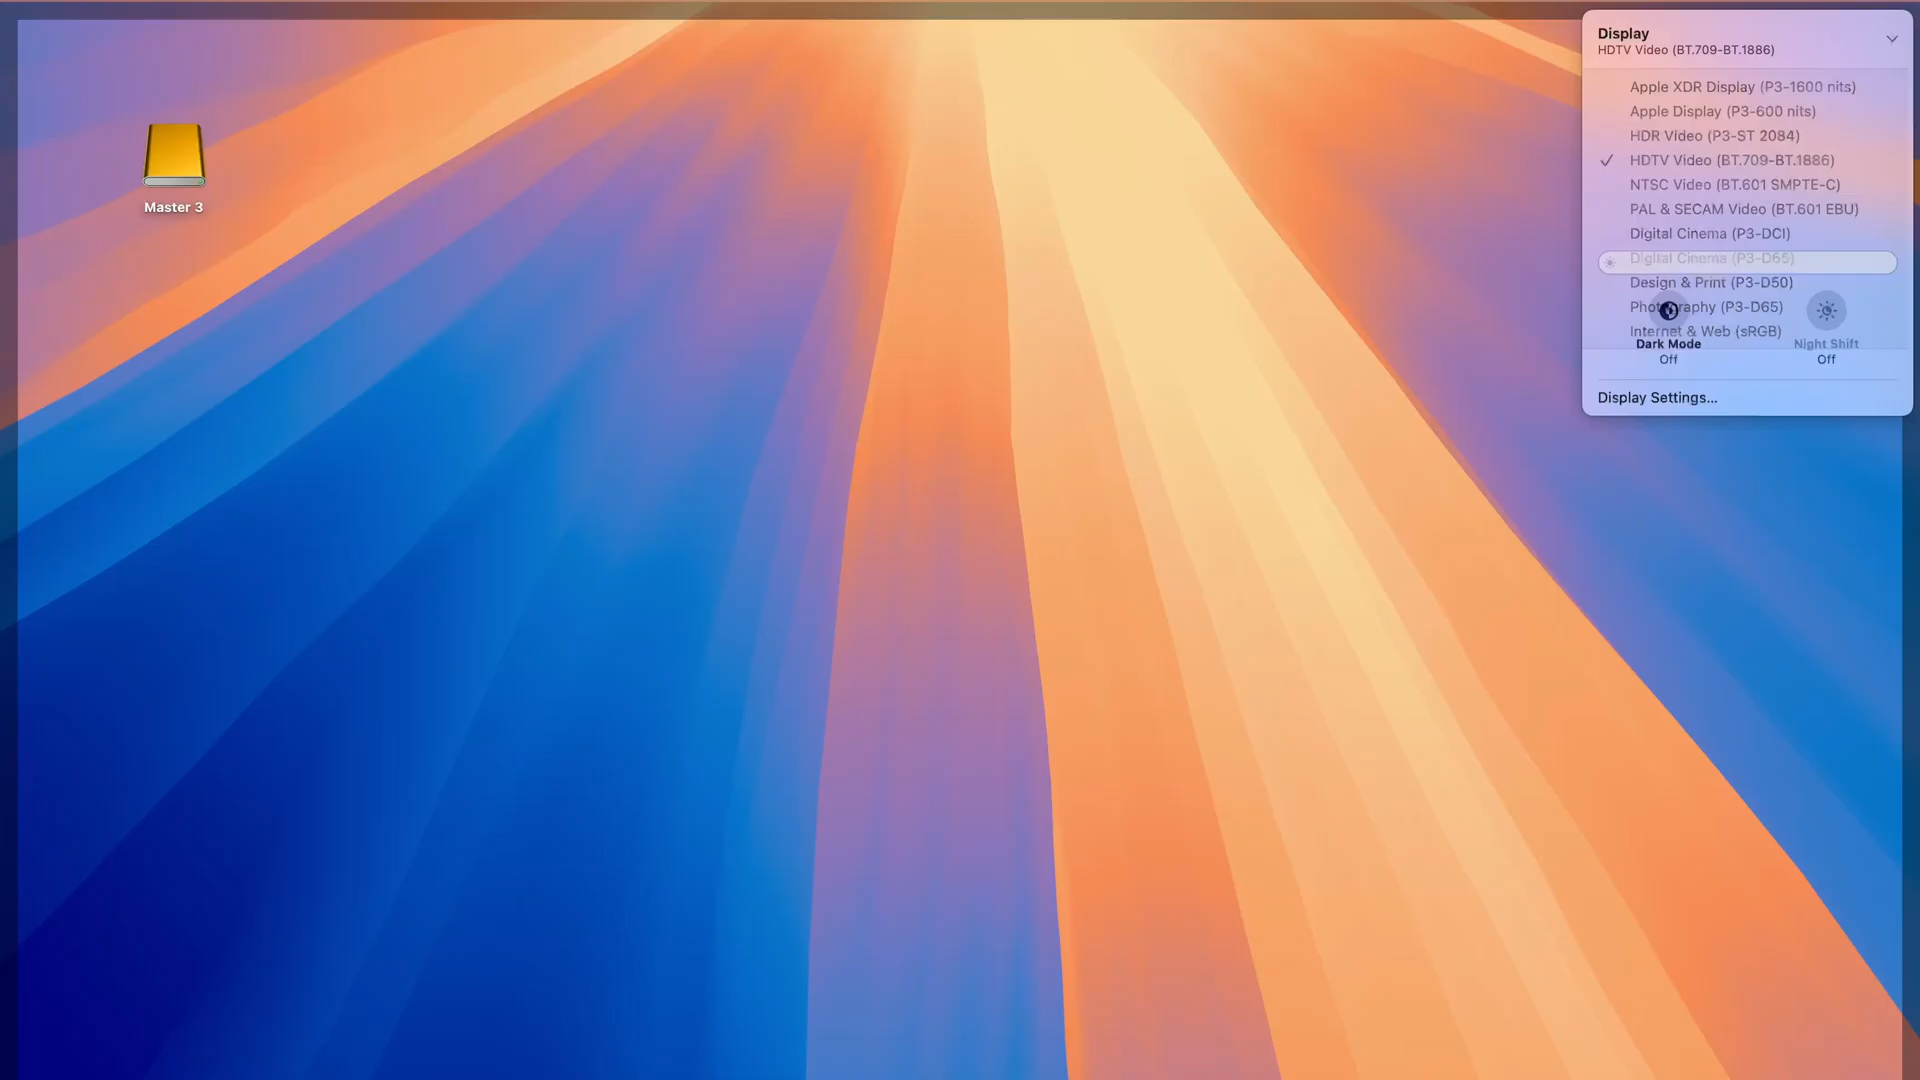 Display
HDTV Video (BT.709-BT.1886)
Apple XDR Display (P3-1600 nits)
Apple Display (P3-600 nits)
HDR Video (P3-ST 2084)
HDTV Video (BT.709-BT.1886)
NTSC Video (BT.601 SMPTE-C)
PAL & SECAM Video (BT.601 EBU)
Digital Cinema (P3-DCI)
Digital Cinema (P3-D65)
Design & Print (P3-D50)
Photography (P3-D65)
Internet & Web (sRGB)
Dark Mode
Off
Night Shift
Off
Display Settings...
Master 3